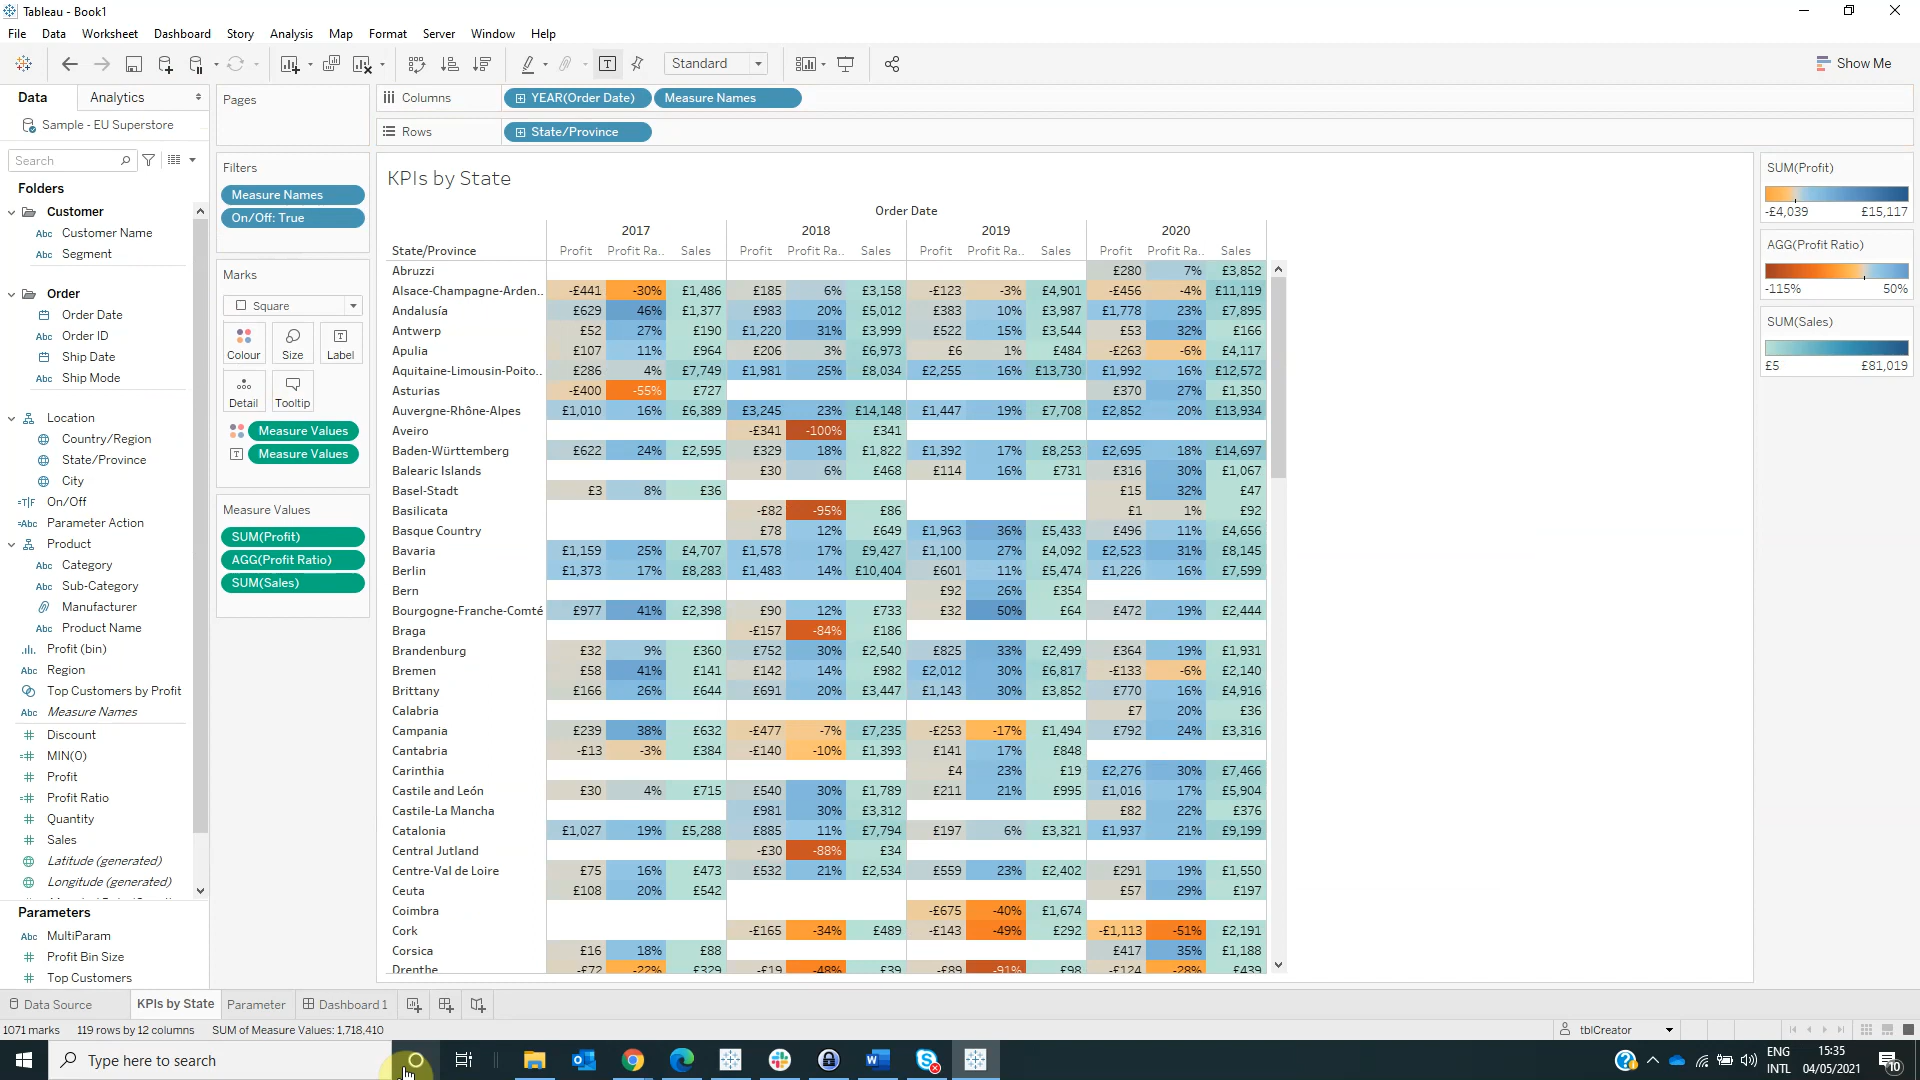 Tableau - Book1
File Data Worksheet Dashboard Story Analysis Map Format Server Window Help
Standard
Show Me
Data Analytics
Sample - EU Superstore
Search
Folders
Customer
Abc Customer Name
Abc Segment
Order
Order Date
Abc Order ID
Ship Date
Abc Ship Mode
Location
Country/Region
State/Province
City
=T|F On/Off
=Abc Parameter Action
Product
Abc Category
Abc Sub-Category
Manufacturer
Abc Product Name
Profit (bin)
Abc Region
Top Customers by Profit
Abc Measure Names
# Discount
=# MIN(0)
# Profit
=# Profit Ratio
# Quantity
# Sales
Latitude (generated)
Longitude (generated)
Parameters
Abc MultiParam
# Profit Bin Size
# Top Customers
Pages
Filters
Measure Names
On/Off: True
Marks
Square
Colour Size Label
Detail Tooltip
Measure Values
Measure Values
Measure Values
SUM(Profit)
AGG(Profit Ratio)
SUM(Sales)
Columns YEAR(Order Date) Measure Names
Rows State/Province
KPIs by State
Order Date
2017 2018 2019 2020
State/Province Profit Profit Ra.. Sales Profit Profit Ra.. Sales Profit Profit Ra.. Sales Profit Profit Ra.. Sales
Abruzzi £280 7% £3,852
Alsace-Champagne-Arden.. -£441 -30% £1,486 £185 6% £3,158 -£123 -3% £4,901 -£456 -4% £11,119
Andalusía £629 46% £1,377 £983 20% £5,012 £383 10% £3,987 £1,778 23% £7,895
Antwerp £52 27% £190 £1,220 31% £3,999 £522 15% £3,544 £53 32% £166
Apulia £107 11% £964 £206 3% £6,973 £6 1% £484 -£263 -6% £4,117
Aquitaine-Limousin-Poito.. £286 4% £7,749 £1,981 25% £8,034 £2,255 16% £13,730 £1,992 16% £12,572
Asturias -£400 -55% £727 £370 27% £1,350
Auvergne-Rhône-Alpes £1,010 16% £6,389 £3,245 23% £14,148 £1,447 19% £7,708 £2,852 20% £13,934
Aveiro -£341 -100% £341
Baden-Württemberg £622 24% £2,595 £329 18% £1,822 £1,392 17% £8,253 £2,695 18% £14,697
Balearic Islands £30 6% £468 £114 16% £731 £316 30% £1,067
Basel-Stadt £3 8% £36 £15 32% £47
Basilicata -£82 -95% £86 £1 1% £92
Basque Country £78 12% £649 £1,963 36% £5,433 £496 11% £4,656
Bavaria £1,159 25% £4,707 £1,578 17% £9,427 £1,100 27% £4,092 £2,523 31% £8,145
Berlin £1,373 17% £8,283 £1,483 14% £10,404 £601 11% £5,474 £1,226 16% £7,599
Bern £92 26% £354
Bourgogne-Franche-Comté £977 41% £2,398 £90 12% £733 £32 50% £64 £472 19% £2,444
Braga -£157 -84% £186
Brandenburg £32 9% £360 £752 30% £2,540 £825 33% £2,499 £364 19% £1,931
Bremen £58 41% £141 £142 14% £982 £2,012 30% £6,817 -£133 -6% £2,140
Brittany £166 26% £644 £691 20% £3,447 £1,143 30% £3,852 £770 16% £4,916
Calabria £7 20% £36
Campania £239 38% £632 -£477 -7% £7,235 -£253 -17% £1,494 £792 24% £3,316
Cantabria -£13 -3% £384 -£140 -10% £1,393 £141 17% £848
Carinthia £4 23% £19 £2,276 30% £7,466
Castile and León £30 4% £715 £540 30% £1,789 £211 21% £995 £1,016 17% £5,904
Castile-La Mancha £981 30% £3,312 £82 22% £376
Catalonia £1,027 19% £5,288 £885 11% £7,794 £197 6% £3,321 £1,937 21% £9,199
Central Jutland -£30 -88% £34
Centre-Val de Loire £75 16% £473 £532 21% £2,534 £559 23% £2,402 £291 19% £1,550
Ceuta £108 20% £542 £57 29% £197
Coimbra -£675 -40% £1,674
Cork -£165 -34% £489 -£143 -49% £292 -£1,113 -51% £2,191
Corsica £16 18% £88 £417 35% £1,188
Drenthe -£72 -22% £329 -£19 -48% £39 -£89 -91% £98 -£124 -28% £439
SUM(Profit)
-£4,039 £15,117
AGG(Profit Ratio)
-115% 50%
SUM(Sales)
£5 £81,019
Data Source KPIs by State Parameter Dashboard 1
1071 marks 119 rows by 12 columns SUM of Measure Values: 1,718.410
tblCreator
Type here to search
ENG
INTL
15:35
04/05/2021
10